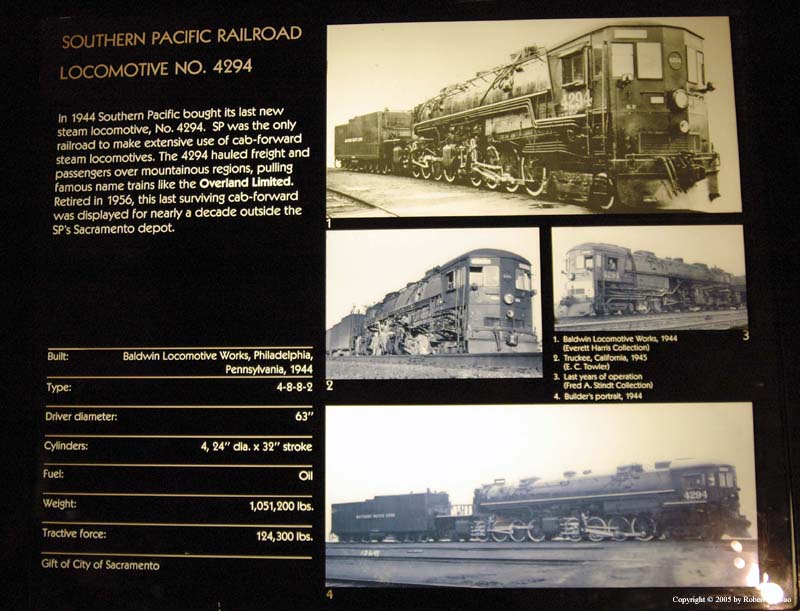 SOUTHERN PACIFIC RAILROAD
LOCOMOTIVE NO. 4294
In 1944 Southern Pacific bought its last new
steam locomotive, No. 4294. SP was the only
railroad to make extensive use of cab-forward
steam locomotives. The 4294 hauled freight and
passengers over mountainous regions, pulling
famous name trains like the Overland Limited.
Retired in 1956, this last surviving cab-forward
was displayed for nearly a decade outside the
SP's Sacramento depot.
Built: Baldwin Locomotive Works, Philadelphia,
Pennsylvania, 1944
Type: 4-8-8-2
Driver diameter: 63"
Cylinders: 4, 24" dia. x 32" stroke
Fuel: Oil
Weight: 1,051,200 lbs.
Tractive force: 124,300 lbs.
Gift of City of Sacramento
4294
1
2
4294
3
1. Baldwin Locomotive Works, 1944
(Everett Harris Collection)
2. Truckee, California, 1945
(E. C. Towler)
3. Last years of operation
(Fred A. Stindt Collection)
4. Builder's portrait, 1944
SOUTHERN PACIFIC LINES
4294
4
Copyright © 2005 by Robert